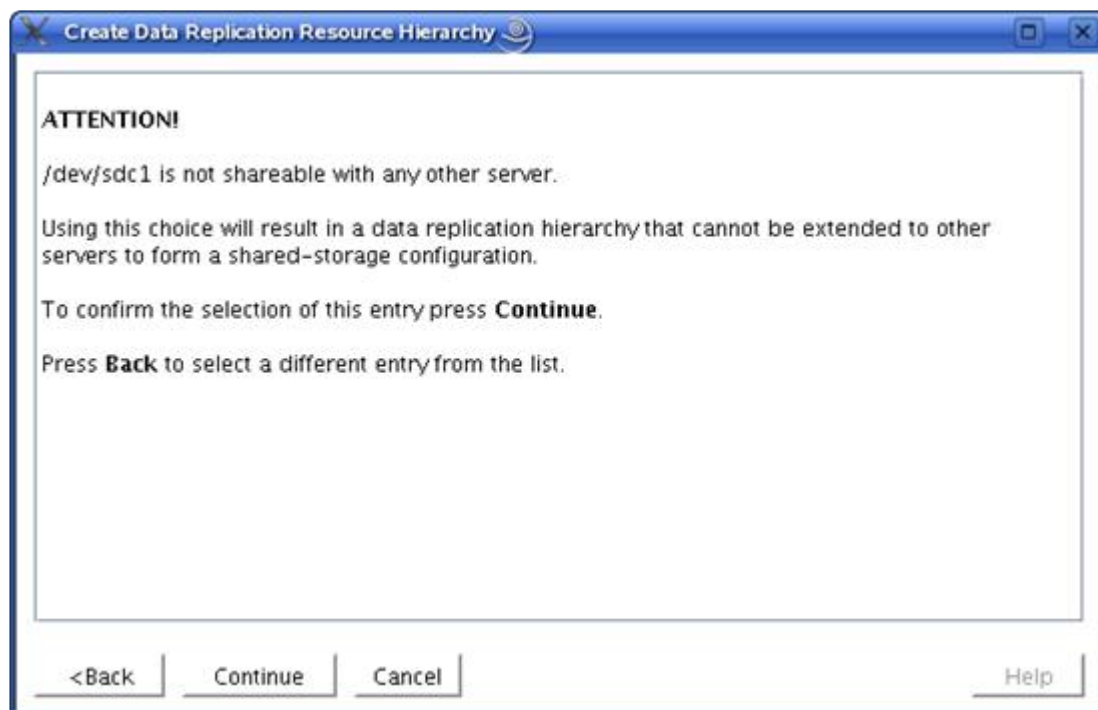 Create Data Replication Resource Hierarchy
ATTENTION!
/dev/sdc1 is not shareable with any other server.
Using this choice will result in a data replication hierarchy that cannot be extended to other
servers to form a shared-storage configuration.
To confirm the selection of this entry press Continue.
Press Back to select a different entry from the list.
<Back Continue Cancel Help